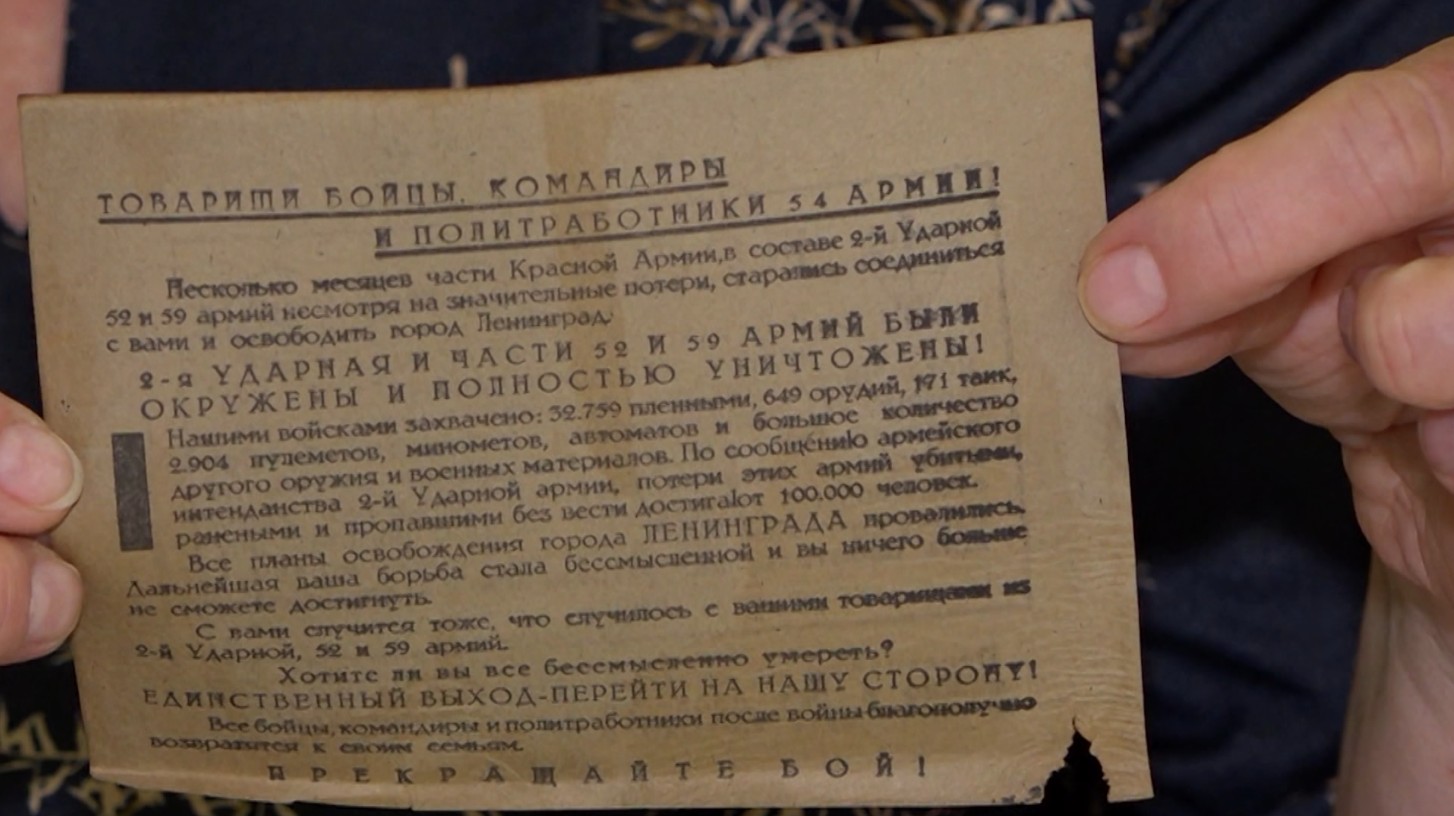 ТОВАРИЩИ БОЙЦЫ, КОМАНДИРЫ
И ПОЛИТРАБОТНИКИ 54 АРМИИ!
Несколько месяцев части Красной Армии,в составе 2-й Ударной
52 и 59 армий несмотря на значительные потери, старались соединиться
с вами и освободить город Ленинград.
2-я УДАРНАЯ И ЧАСТИ 52 И 59 АРМИЙ БЫЛИ
ОКРУЖЕНЫ И ПОЛНОСТЬЮ УНИЧТОЖЕНЫ!
Нашими войсками захвачено: 32.759 пленными, 649 орудий, 171 танк,
2.904 пулеметов, минометов, автоматов и большое количество
другого оружия и военных материалов. По сообщению армейского
интенданства 2-й Ударной армии, потери этих армий убитыми,
ранеными и пропавшими без вести достигают 100.000 человек.
Все планы освобождения города ЛЕНИНГРАДА провалились.
Дальнейшая ваша борьба стала бессмысленной и вы ничего больше
не сможете достигнуть.
С вами случится тоже, что случилось с вашими товарищами из
2-й Ударной, 52 и 59 армий.
Хотите ли вы все бессмысленно умереть?
ЕДИНСТВЕННЫЙ ВЫХОД-ПЕРЕЙТИ НА НАШУ СТОРОНУ!
Все бойцы, командиры и политработники после войны благополучно
возвратятся к своим семьям.
ПРЕКРАЩАЙТЕ БОЙ!